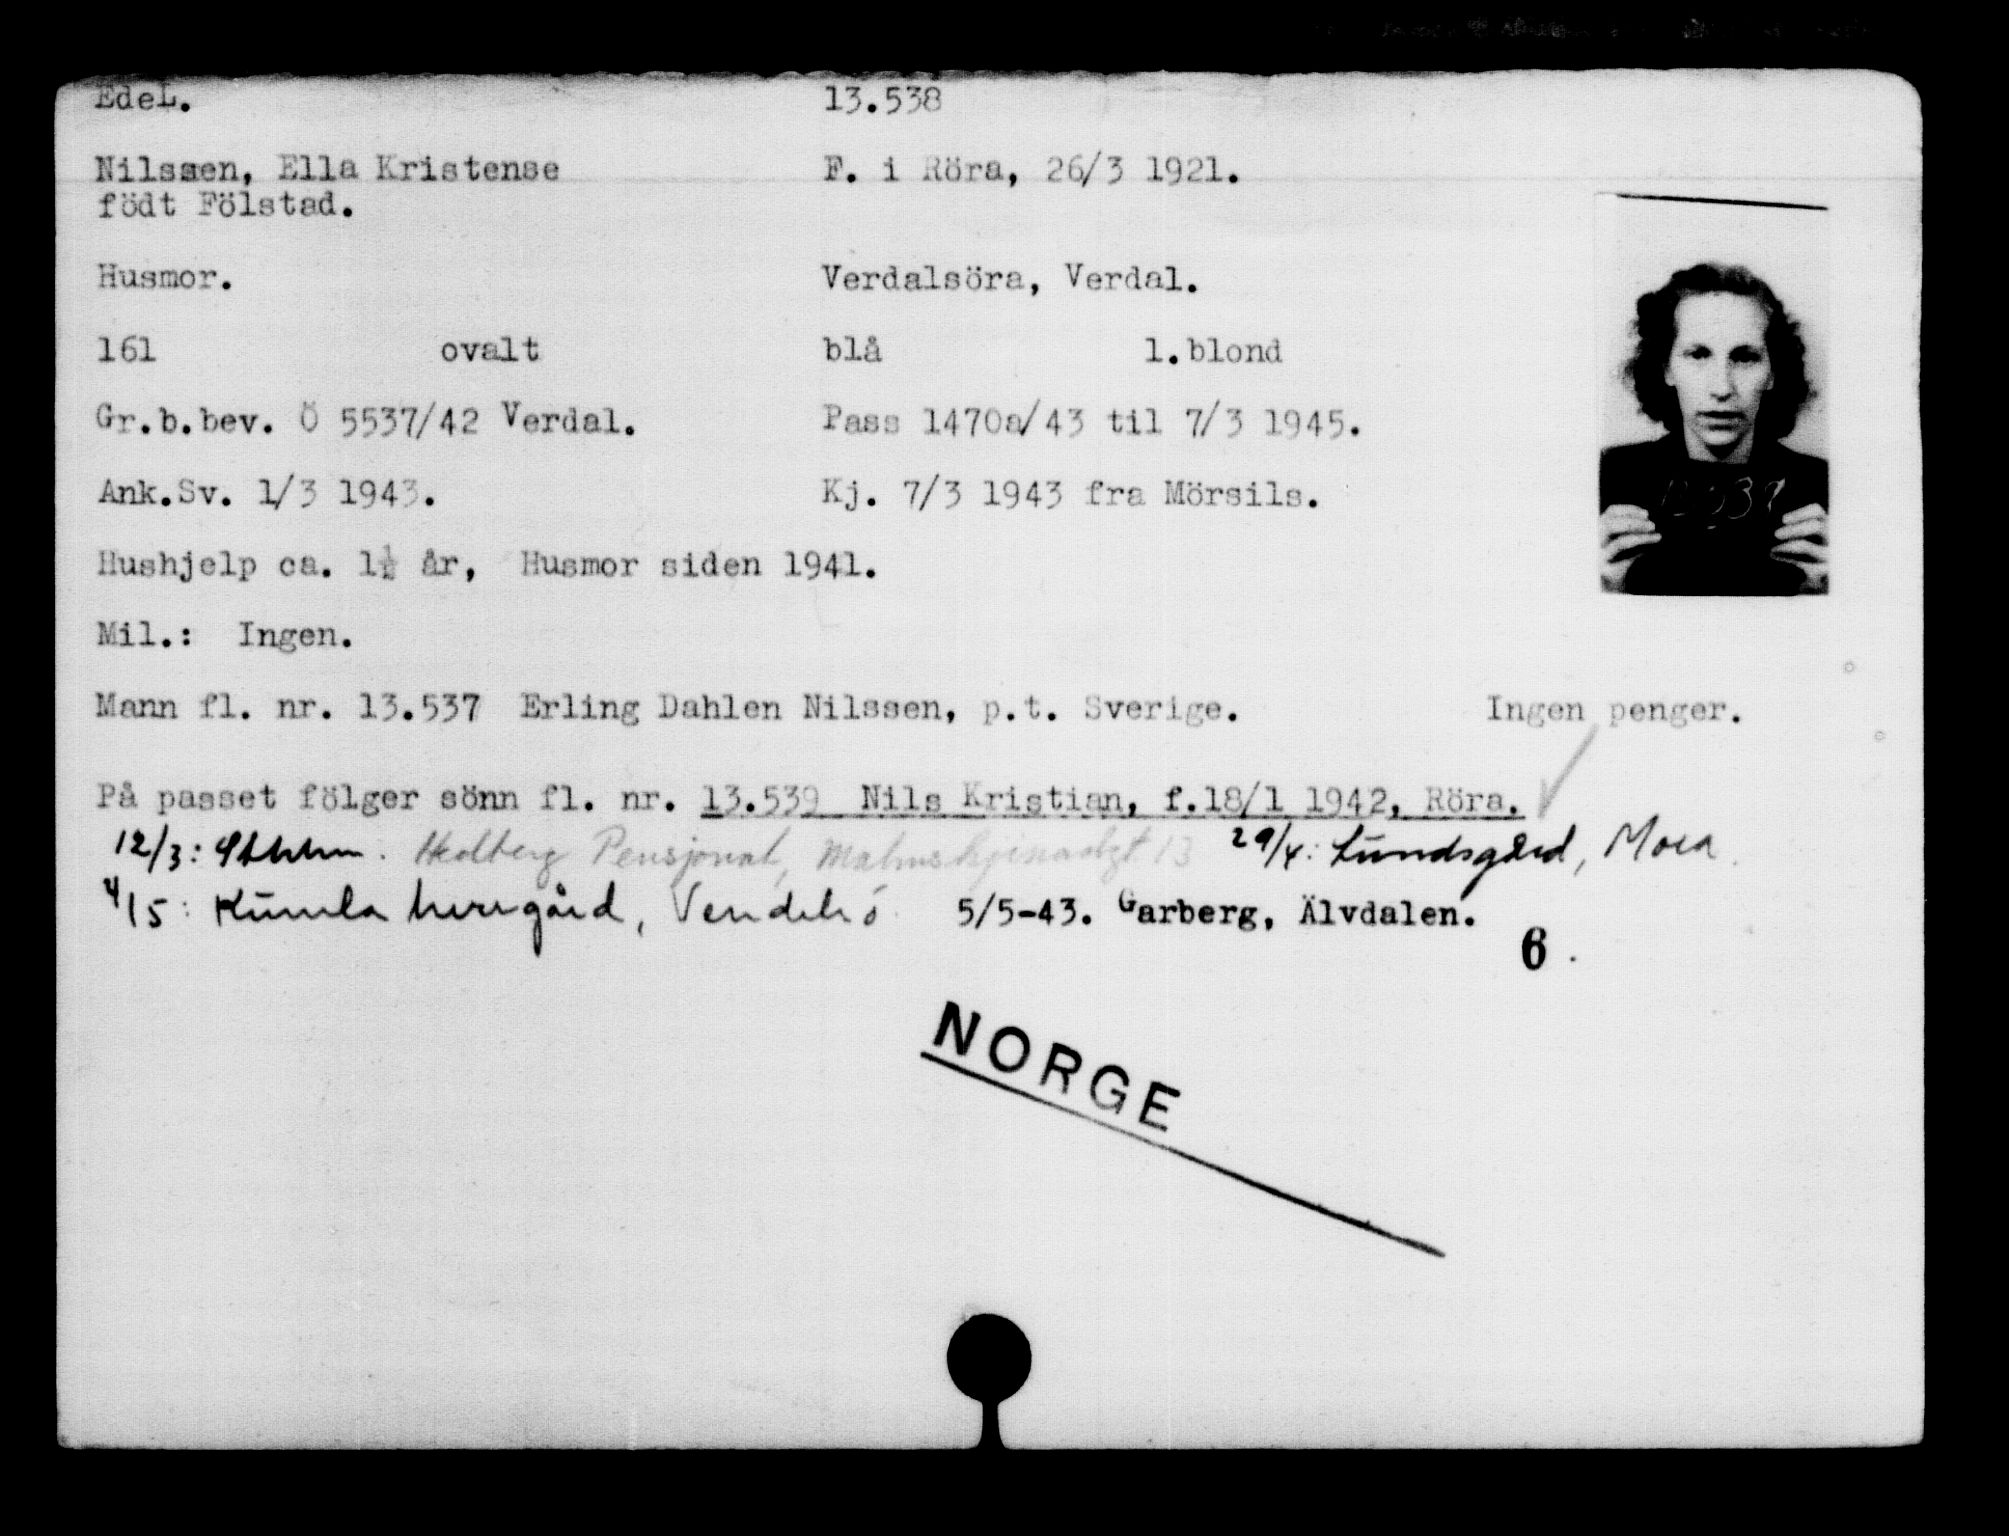 EdeL. 13.538
Nilssen, Ella Kristense F. i Röra, 26/3 1921.
födt Fölstad.
Husmor. Verdalsöra, Verdal.
161 ovalt blå l.blond
Gr.b.bev. Ö 5537/42 Verdal. Pass 1470a/43 til 7/3 1945.
Ank.Sv. 1/3 1943. Kj. 7/3 1943 fra Mörsils.
Hushjelp ca. 1½ år, Husmor siden 1941.
Mil.: Ingen.
Mann fl. nr. 13.537 Erling Dahlen Nilssen, p.t. Sverige. Ingen penger.
På passet fölger sönn fl. nr. 13.539 Nils Kristian, f.18/1 1942, Röra.
12/3: Sthlm. Pensjonat, 13 29/4: Lundsgård, Mora
4/5: Kumla herregård, 5/5-43. Garberg, Älvdalen.
6.
NORGE